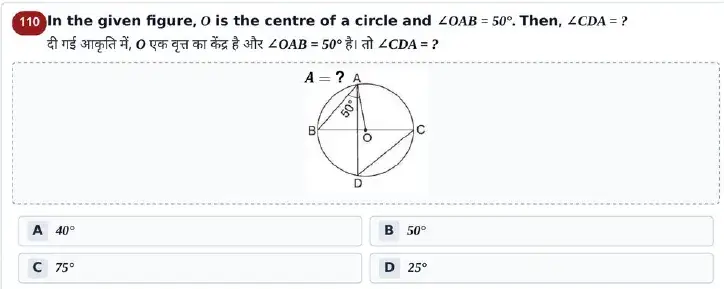 110 In the given figure, O is the centre of a circle and ∠OAB = 50°. Then, ∠CDA = ?
दी गई आकृति में, O एक वृत्त का केंद्र है और ∠OAB = 50° है। तो ∠CDA = ?
A = ? A
50°
B O C
D
A 40°
B 50°
C 75°
D 25°